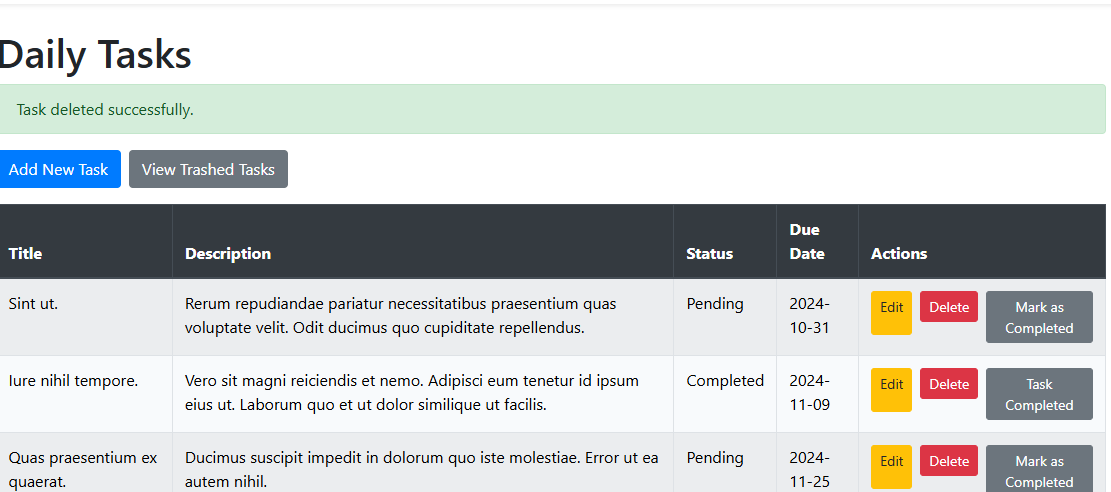 Daily Tasks
Task deleted successfully.
Add New Task View Trashed Tasks
Title Description Status Due Date Actions
Sint ut. Rerum repudiandae pariatur necessitatibus praesentium quas Pending 2024- Edit Delete Mark as
voluptate velit. Odit ducimus quo cupiditate repellendus. 10-31 Completed
Iure nihil tempore. Vero sit magni reiciendis et nemo. Adipisci eum tenetur id ipsum Completed 2024- Edit Delete Task
eius ut. Laborum quo et ut dolor similique ut facilis. 11-09 Completed
Quas praesentium ex Ducimus suscipit impedit in dolorum quo iste molestiae. Error ut ea Pending 2024- Edit Delete Mark as
quaerat. autem nihil. 11-25 Completed